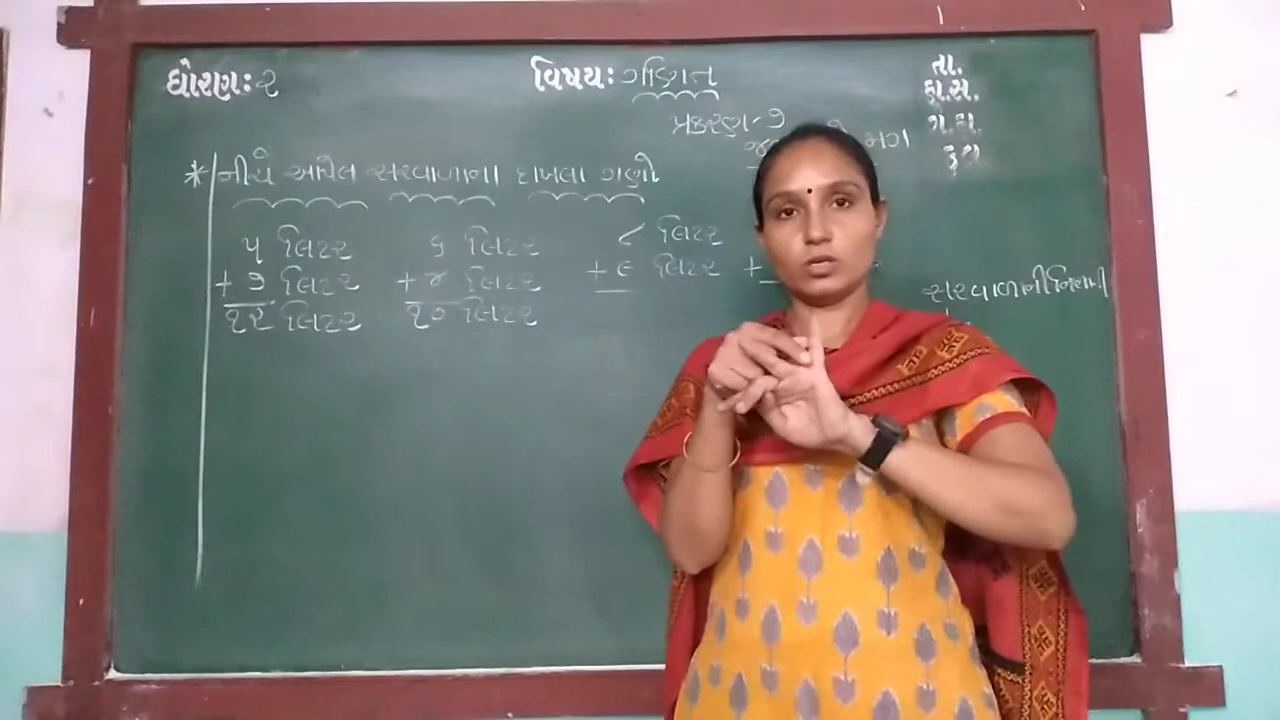 ધોરણ: ૨
વિષય: ગણિત
તા.
હા.સ.
ગે.હા.
કુલ
પ્રકરણ-૭
મગ
* નીચે આપેલ સરવાળાના દાખલા ગણો
૫ લિટર
+ ૭ લિટર
૧૨ લિટર
૬ લિટર
+ ૪ લિટર
૧૦ લિટર
૮ લિટર
+ ૯ લિટર
+
સરવાળાની નિશાની